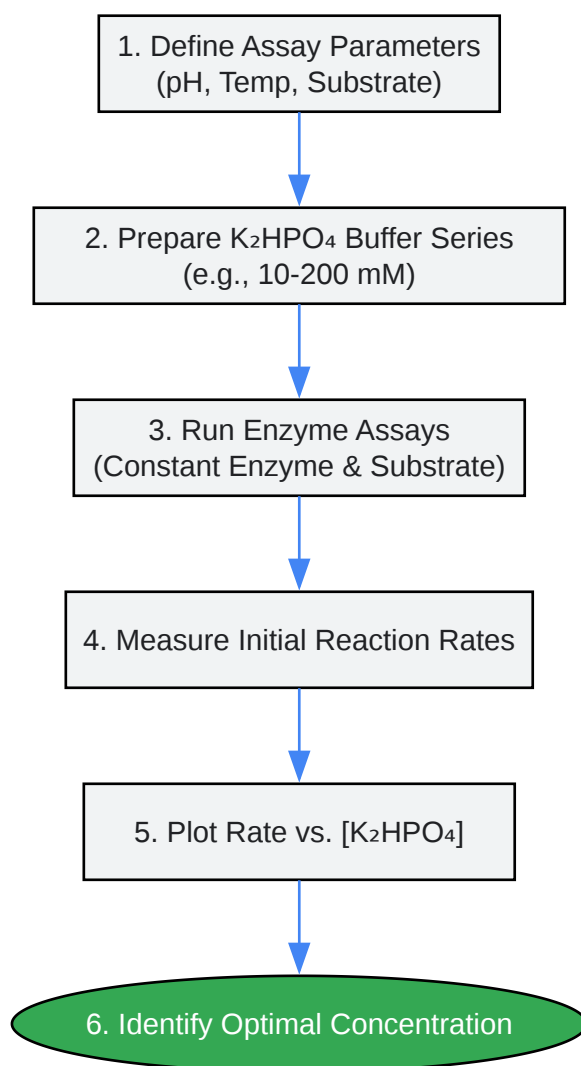 1. Define Assay Parameters
(pH, Temp, Substrate)
2. Prepare K₂HPO₄ Buffer Series
(e.g., 10-200 mM)
3. Run Enzyme Assays
(Constant Enzyme & Substrate)
4. Measure Initial Reaction Rates
5. Plot Rate vs. [K₂HPO₄]
6. Identify Optimal Concentration